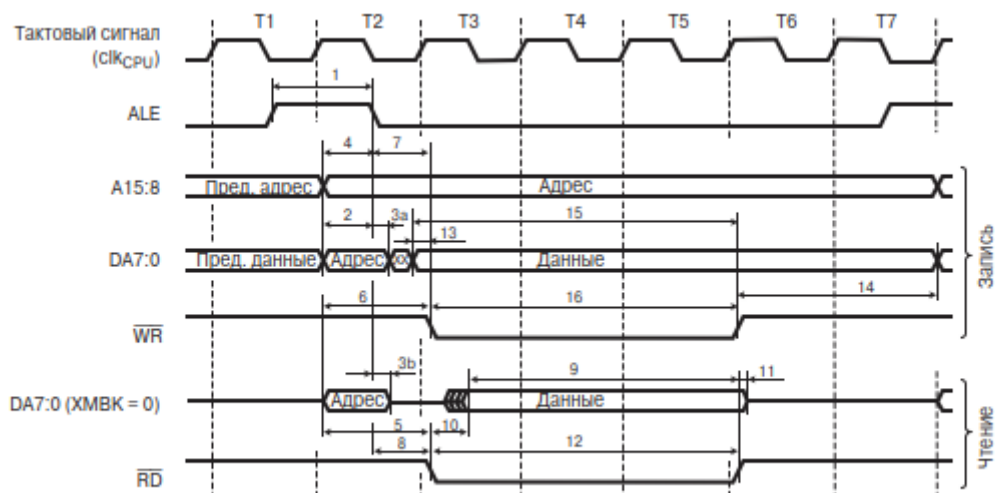 T1 T2 T3 T4 T5 T6 T7
Тактовый сигнал
(clkCPU)
1
ALE
4 7
A15:8 Пред. адрес Адрес
2 3a 15
13
DA7:0 Пред. данные Адрес XX Данные
6 16 14
WR
Запись
3b 9 11
DA7:0 (XMBK = 0) Адрес Данные
5 10 12
8
RD
Чтение